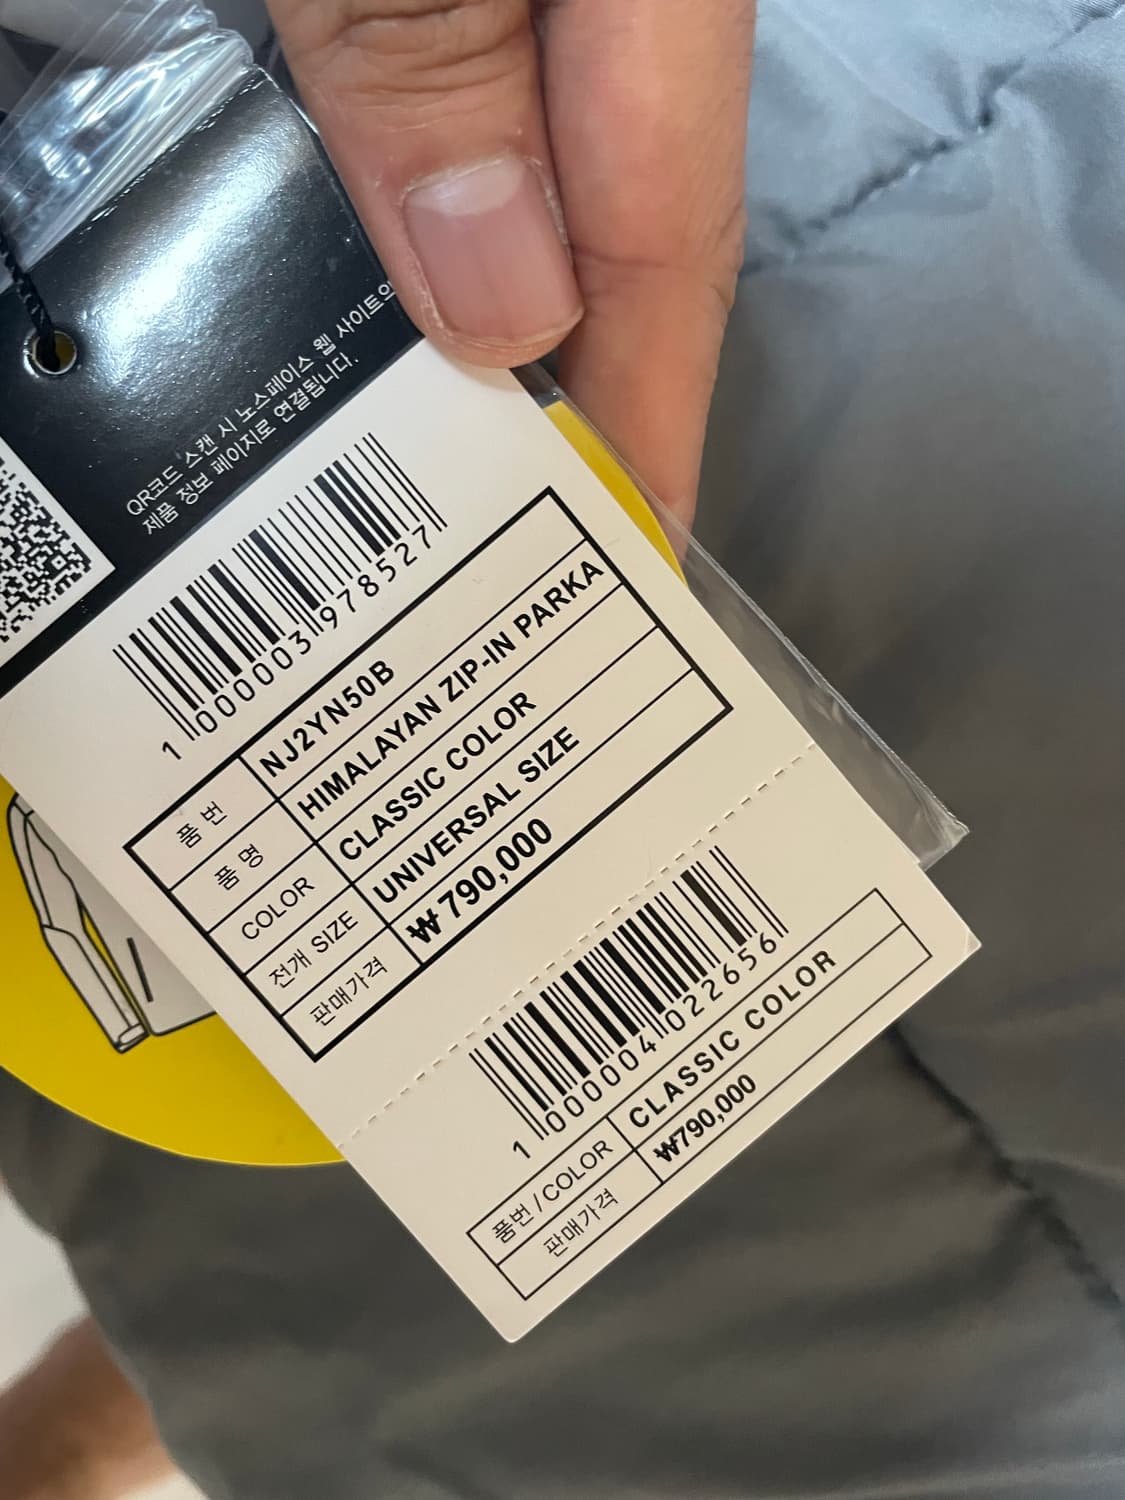 QR코드 스캔 시 노스페이스 웹 사이트의
제품 정보 페이지로 연결됩니다.
1 000003 978527
품번 NJ2YN50B
품명 HIMALAYAN ZIP-IN PARKA
COLOR CLASSIC COLOR
전개 SIZE UNIVERSAL SIZE
판매가격 ₩ 790,000
1 000004 022656
품번/COLOR CLASSIC COLOR
판매가격 ₩790,000